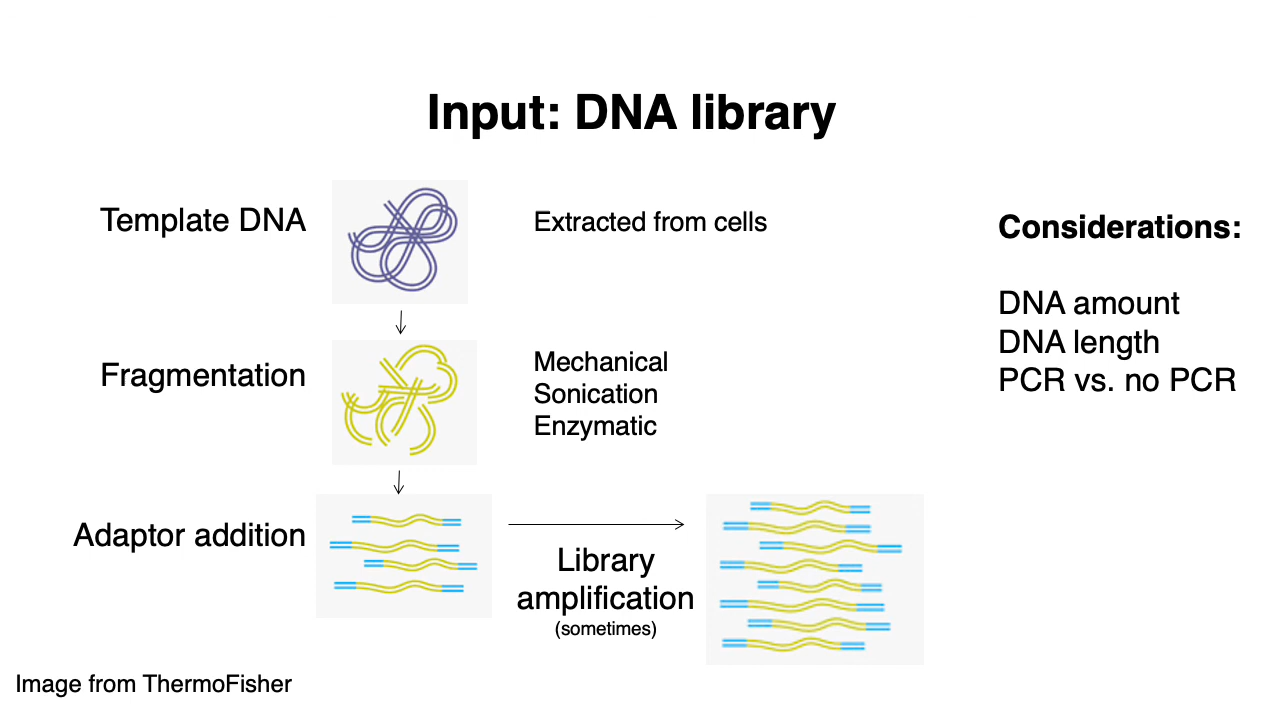 Input: DNA library
Template DNA
Extracted from cells
Considerations:
DNA amount
DNA length
PCR vs. no PCR
Fragmentation
Mechanical
Sonication
Enzymatic
Adaptor addition
Library
amplification
(sometimes)
Image from ThermoFisher